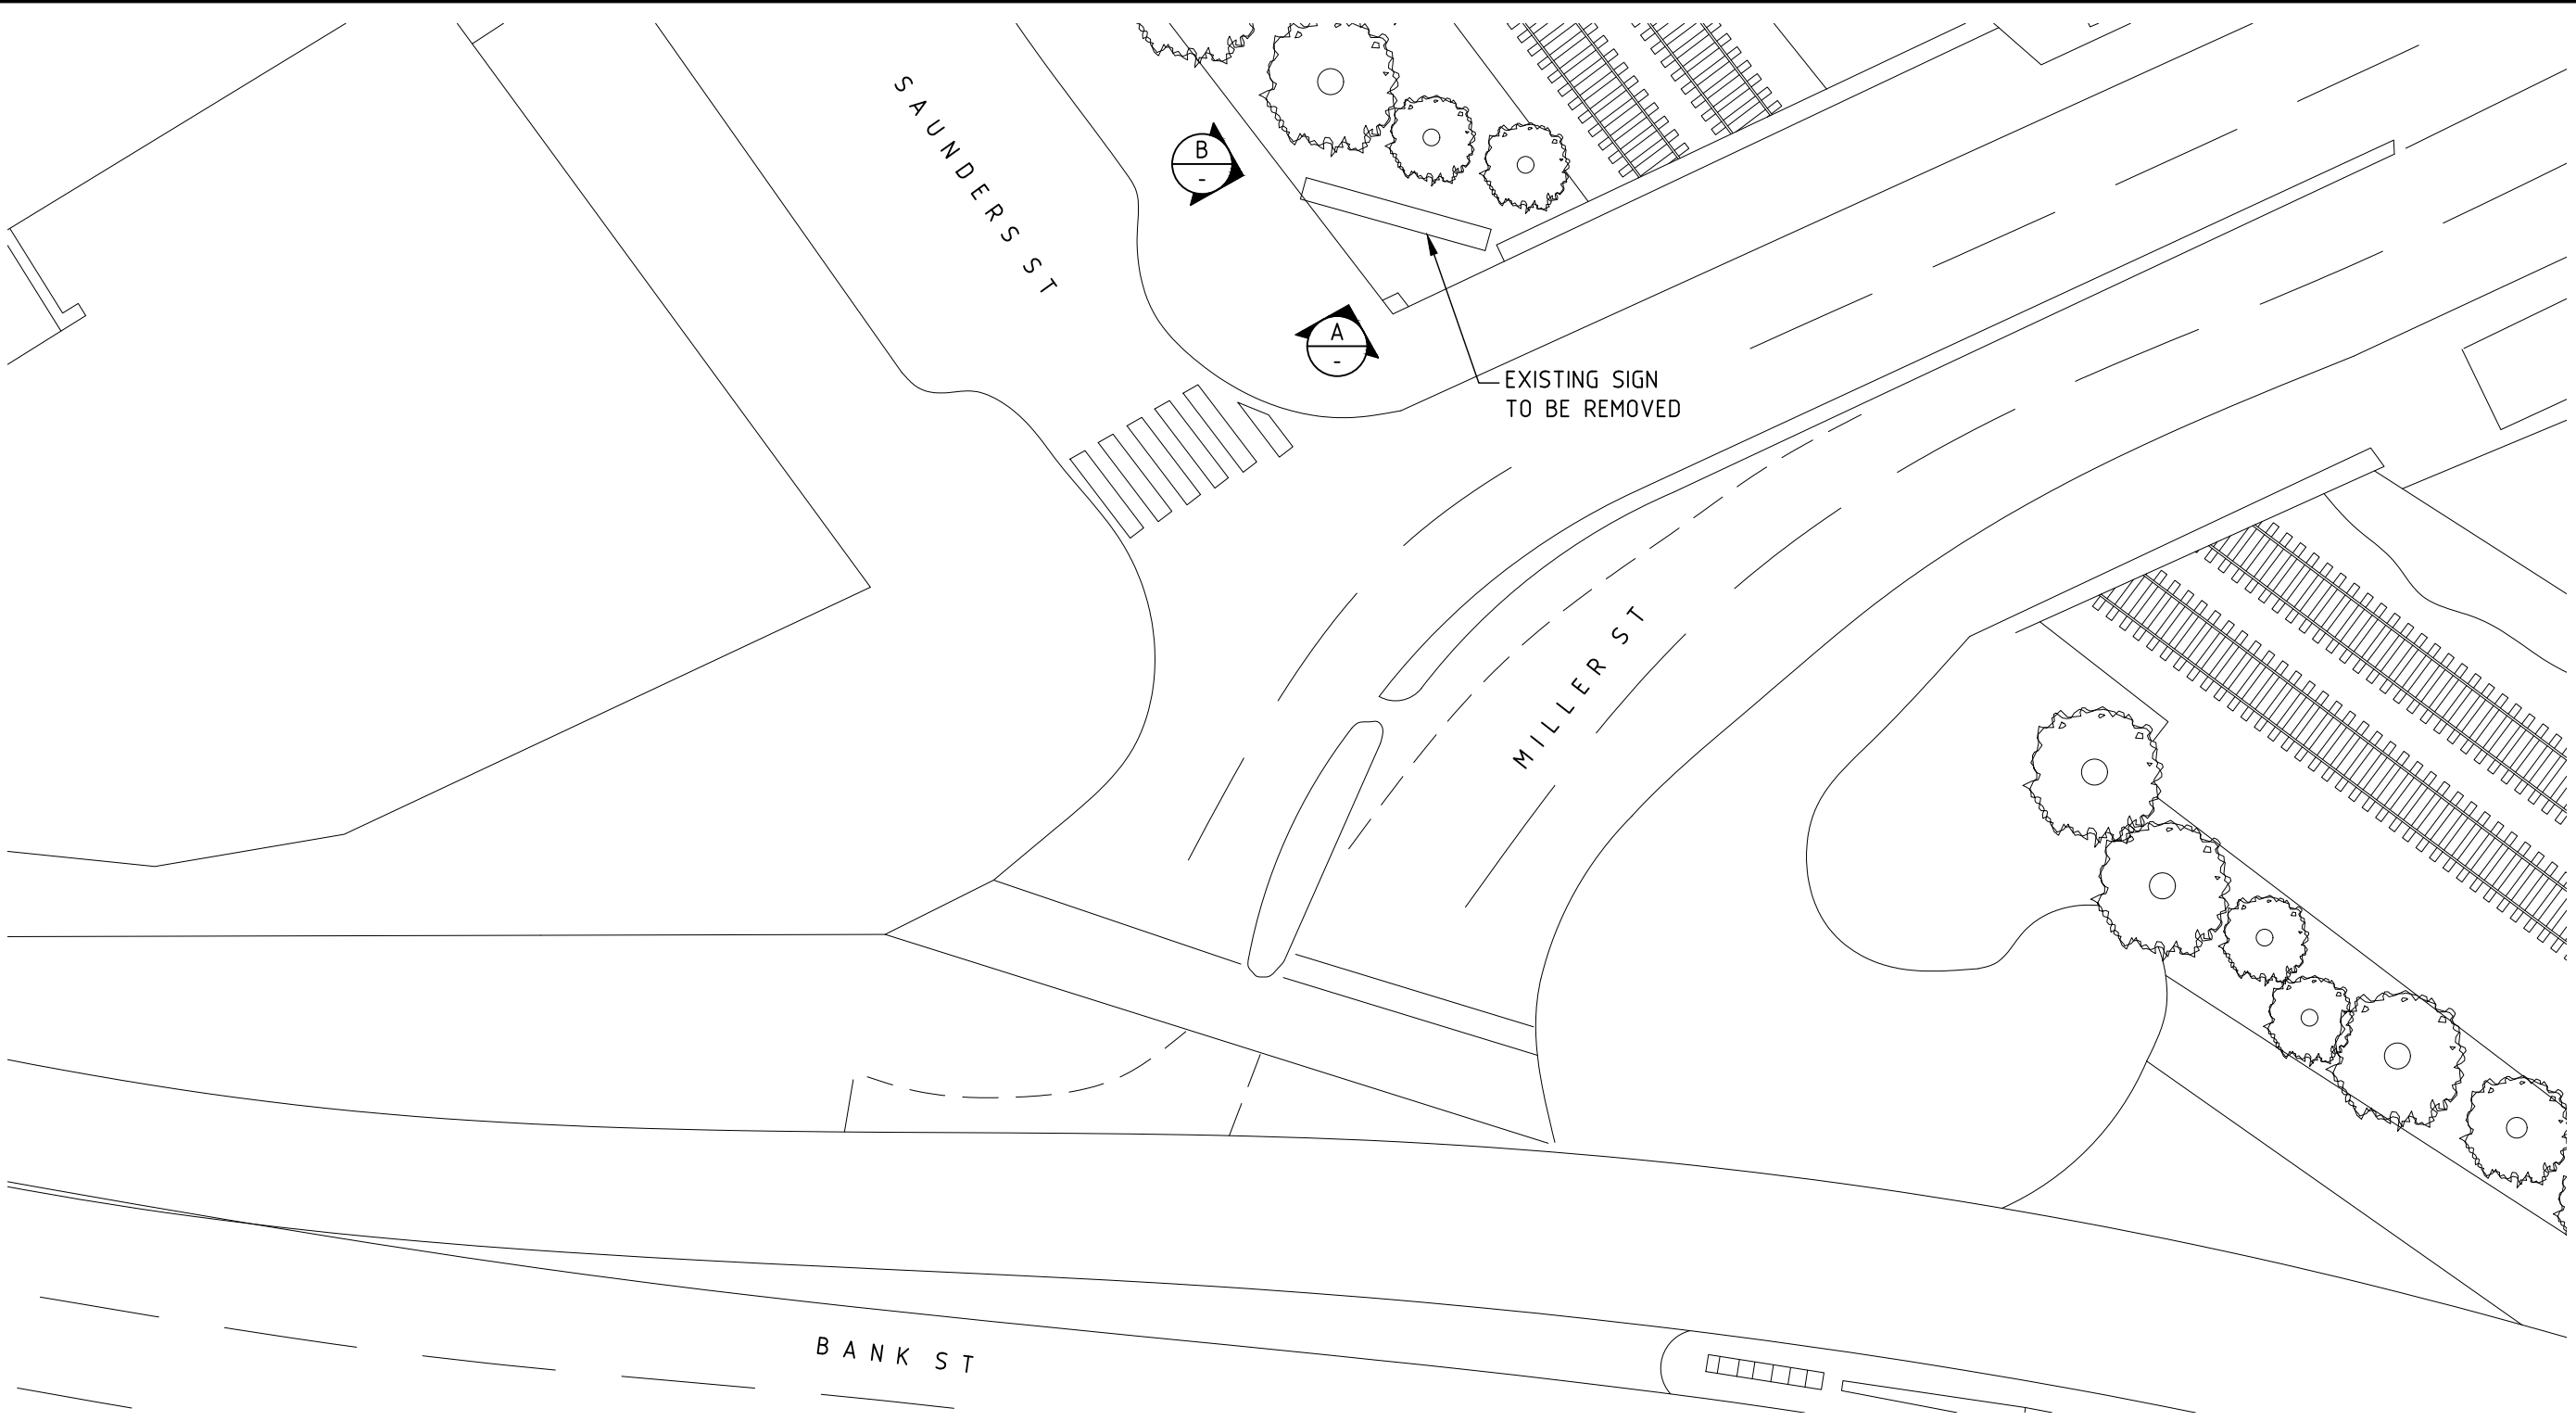 SAUNDERS ST
B
-
A
-
EXISTING SIGN
TO BE REMOVED
MILLER ST
BANK ST